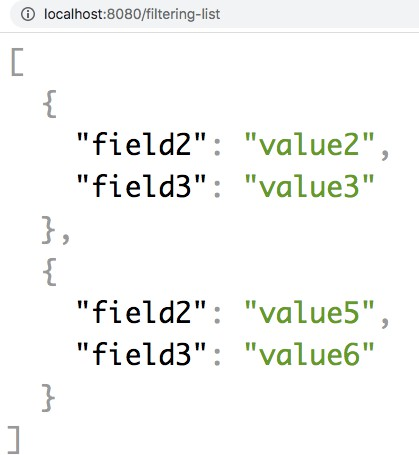 localhost:8080/filtering-list
[
  {
    "field2": "value2",
    "field3": "value3"
  },
  {
    "field2": "value5",
    "field3": "value6"
  }
]